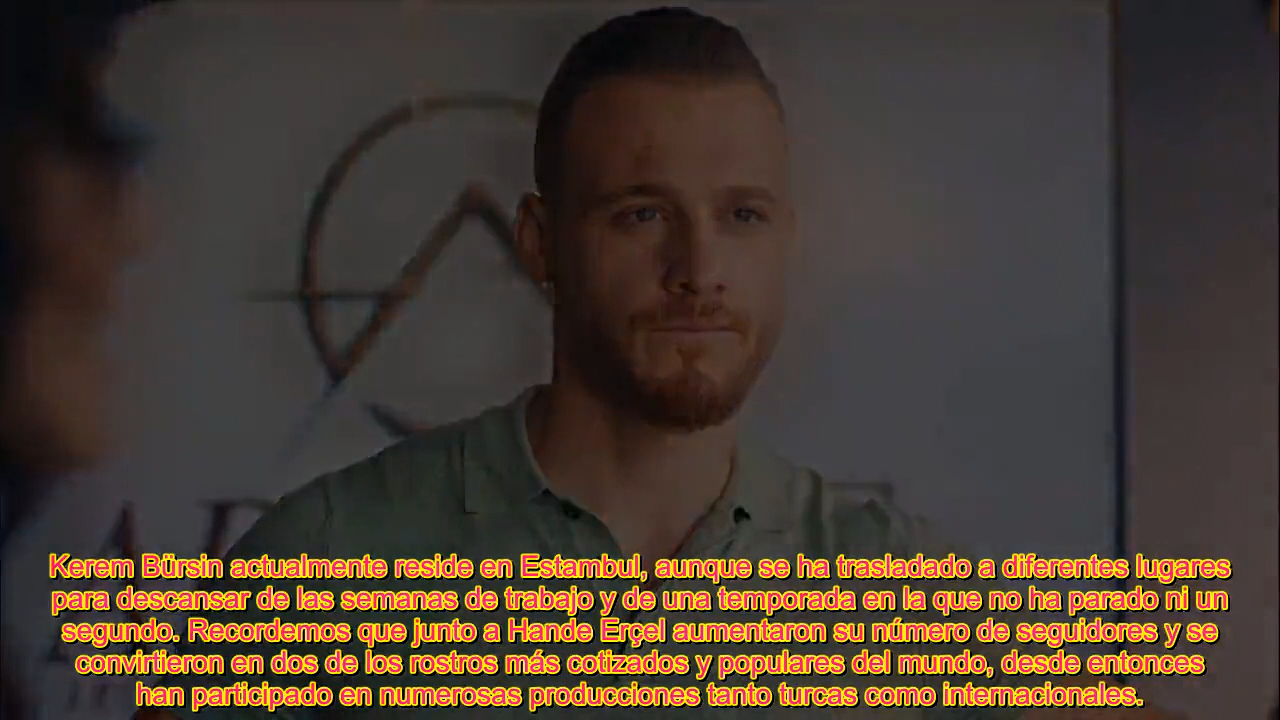 Kerem Bürsin actualmente reside en Estambul, aunque se ha trasladado a diferentes lugares
para descansar de las semanas de trabajo y de una temporada en la que no ha parado ni un
segundo. Recordemos que junto a Hande Erçel aumentaron su número de seguidores y se
convirtieron en dos de los rostros más cotizados y populares del mundo, desde entonces
han participado en numerosas producciones tanto turcas como internacionales.